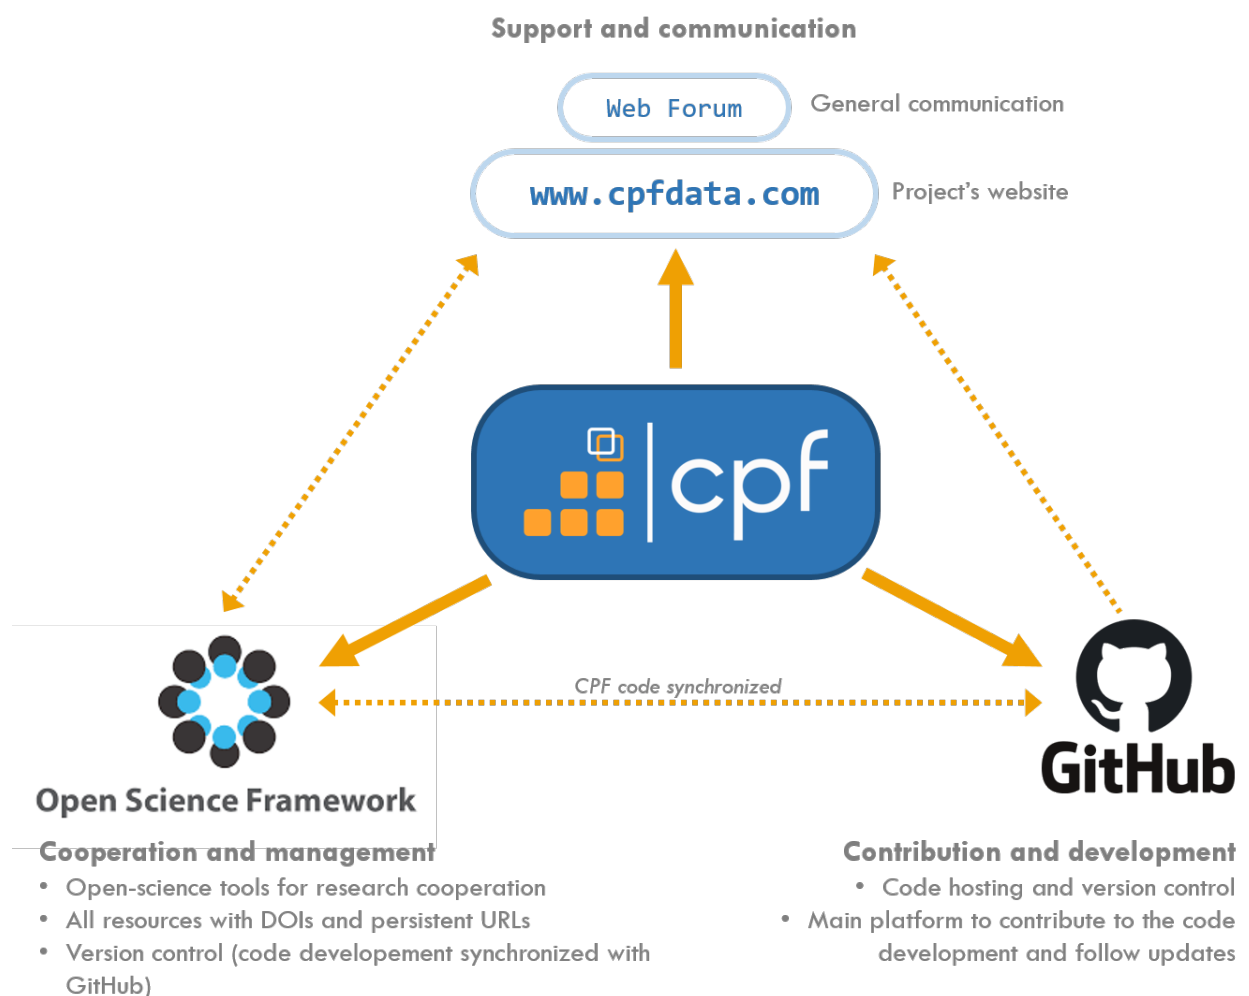 Support and communication
Web Forum
General communication
www.cpfdata.com
Project's website
cpf
CPF code synchronized
Open Science Framework
GitHub
Cooperation and management
• Open-science tools for research cooperation
• All resources with DOIs and persistent URLs
• Version control (code developement synchronized with
GitHub)
Contribution and development
• Code hosting and version control
• Main platform to contribute to the code
development and follow updates